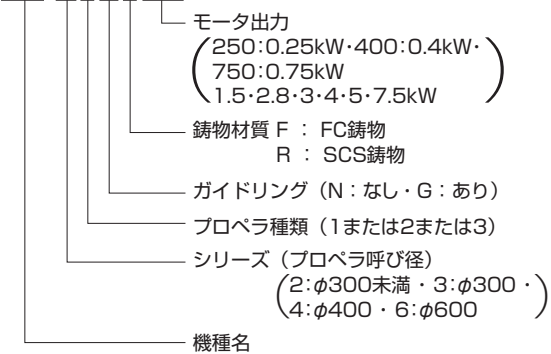 モータ出力
(250:0.25kW・400:0.4kW・
750:0.75kW
1.5・2.8・3・4・5・7.5kW)
鋳物材質 F : FC鋳物
R : SCS鋳物
ガイドリング（N：なし・G：あり）
プロペラ種類（1または2または3）
シリーズ（プロペラ呼び径）
(2:φ300未満・3:φ300・
4:φ400・6:φ600)
機種名